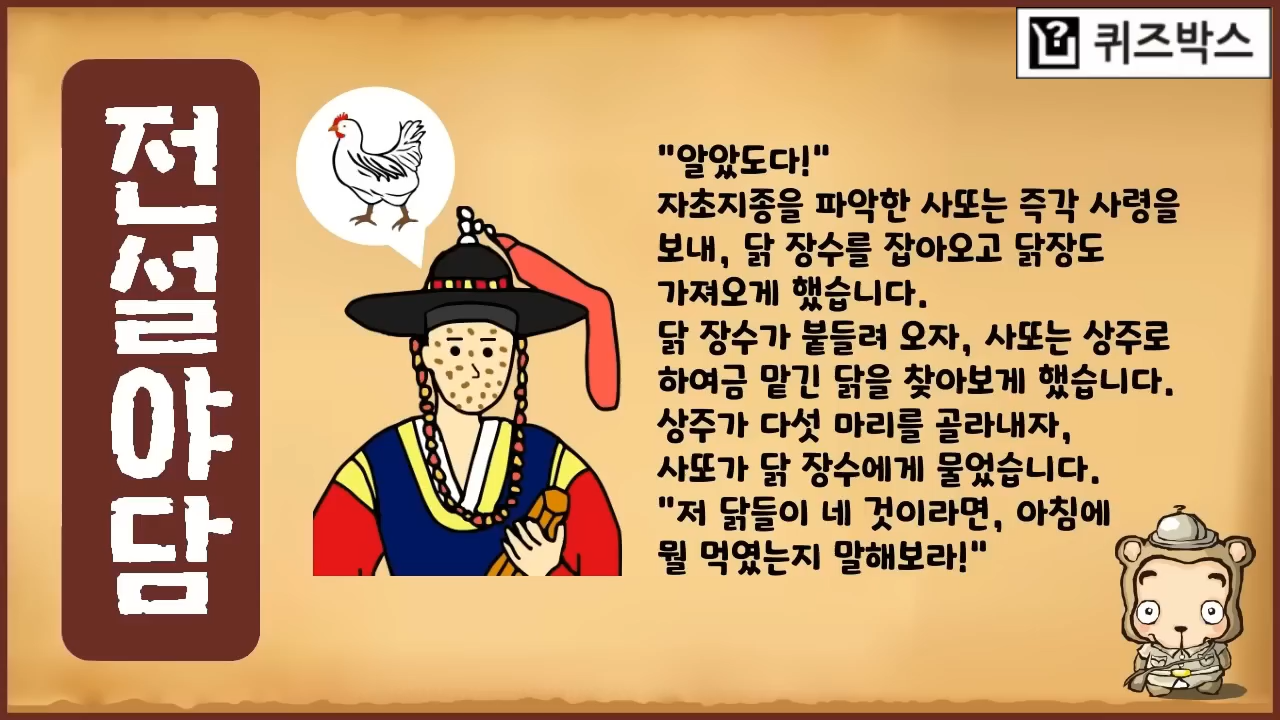 퀴즈박스
전설야담
"알았도다!"
자초지종을 파악한 사또는 즉각 사령을
보내, 닭 장수를 잡아오고 닭장도
가져오게 했습니다.
닭 장수가 붙들려 오자, 사또는 상주로
하여금 맡긴 닭을 찾아보게 했습니다.
상주가 다섯 마리를 골라내자,
사또가 닭 장수에게 물었습니다.
"저 닭들이 네 것이라면, 아침에
뭘 먹였는지 말해보라!"